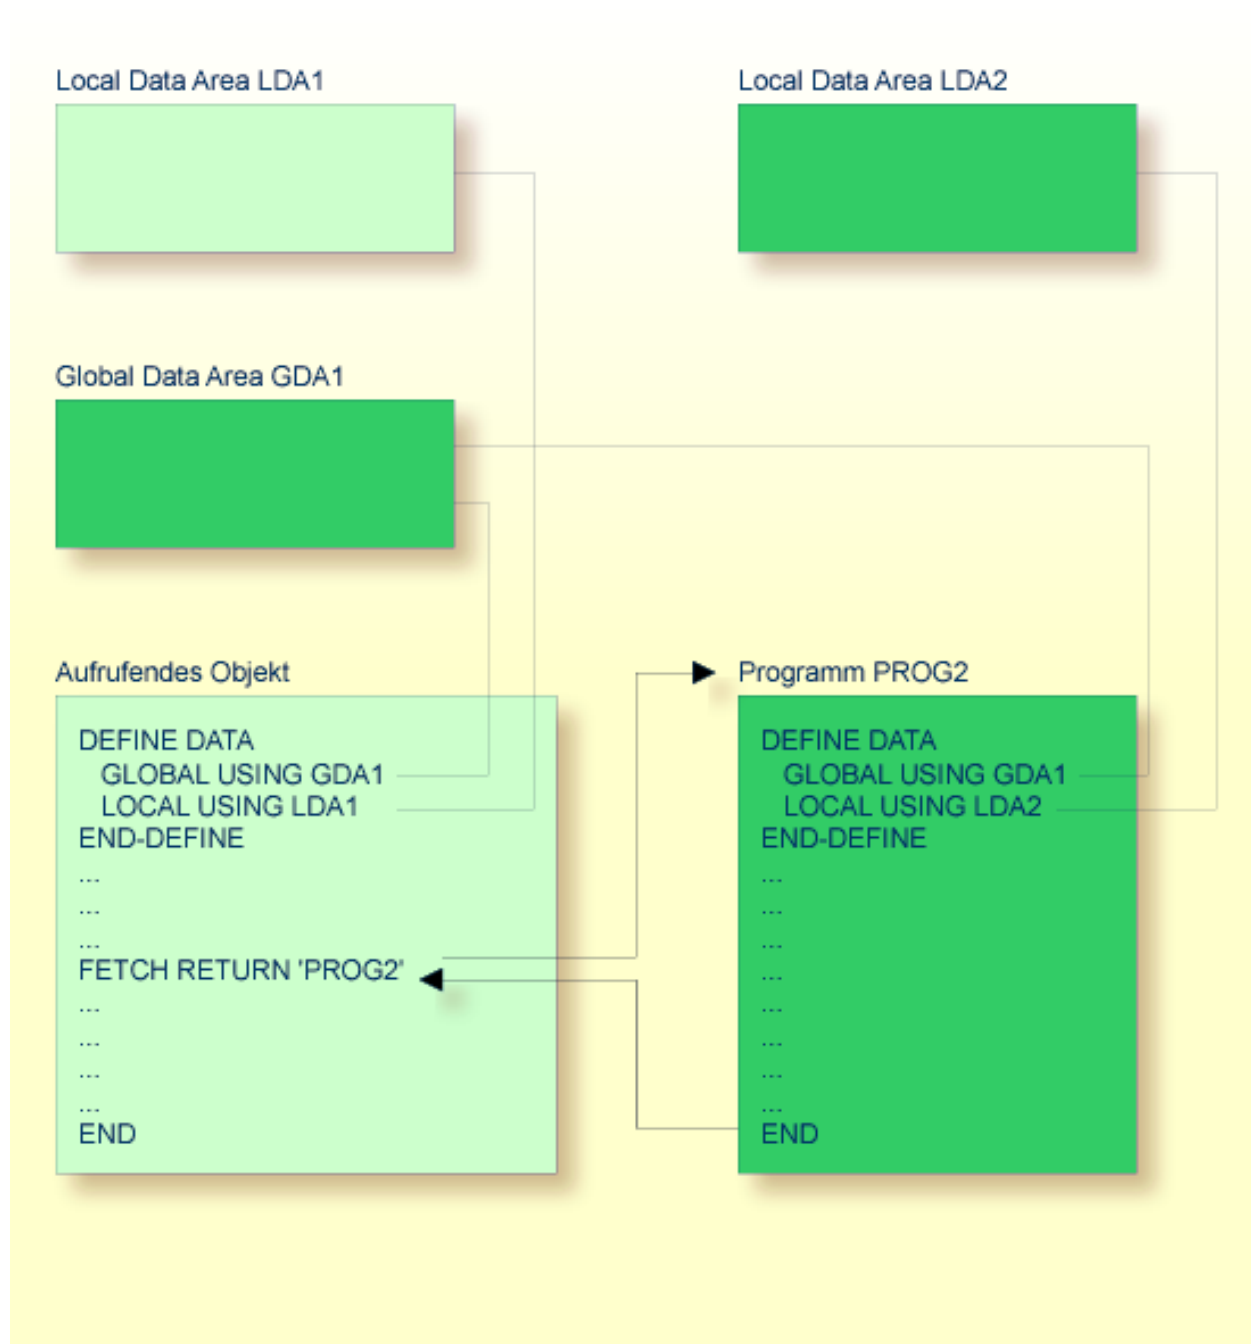 Local Data Area LDA1
Local Data Area LDA2
Global Data Area GDA1
Aufrufendes Objekt
DEFINE DATA
GLOBAL USING GDA1
LOCAL USING LDA1
END-DEFINE
...
...
...
FETCH RETURN 'PROG2'
...
...
...
...
END
Programm PROG2
DEFINE DATA
GLOBAL USING GDA1
LOCAL USING LDA2
END-DEFINE
...
...
...
...
...
...
...
...
END